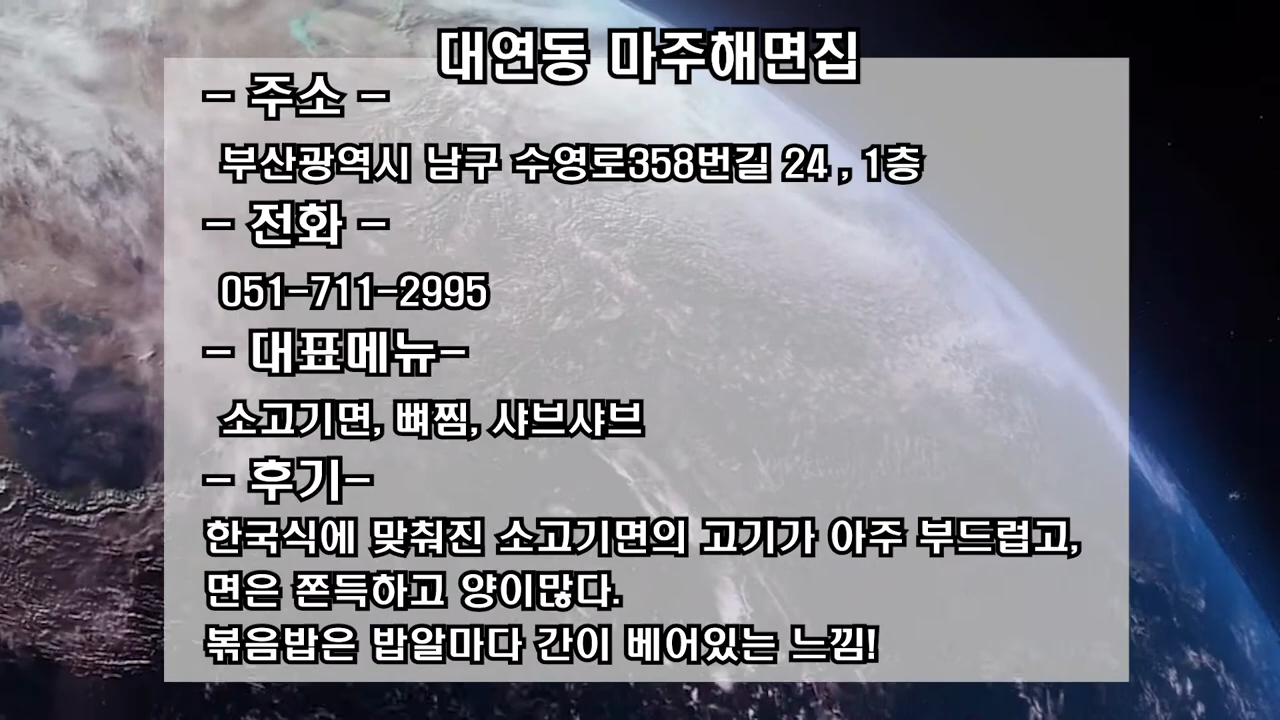 대연동 마주해면집
- 주소 -
부산광역시 남구 수영로358번길 24 , 1층
- 전화 -
051-711-2995
- 대표메뉴-
소고기면, 뼈찜, 샤브샤브
- 후기-
한국식에 맞춰진 소고기면의 고기가 아주 부드럽고,
면은 쫀득하고 양이많다.
볶음밥은 밥알마다 간이 베어있는 느낌!